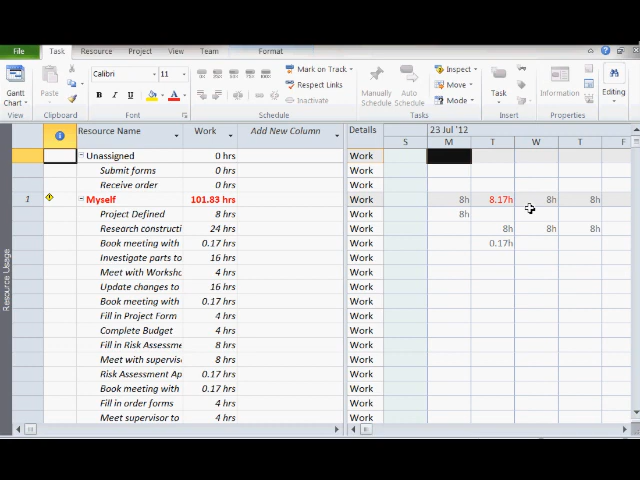 File Task Resource Project View Team Format
Gantt Chart
Paste
Calibri 11
B I U A
Mark on Track
Respect Links
Inactivate
Manually Schedule
Auto Schedule
Inspect
Move
Mode
Task
Information
Editing
View Clipboard Font Schedule Tasks Insert Properties
Resource Name Work Add New Column Details 23 Jul '12
S M T W T F
Unassigned 0 hrs Work
Submit forms 0 hrs Work
Receive order 0 hrs Work
1 Myself 101.83 hrs Work 8h 8.17h 8h 8h
Project Defined 8 hrs Work 8h
Research constructi 24 hrs Work 8h 8h 8h
Book meeting with 0.17 hrs Work 0.17h
Investigate parts to 16 hrs Work
Meet with Worksho 4 hrs Work
Update changes to 16 hrs Work
Book meeting with 0.17 hrs Work
Fill in Project Form 4 hrs Work
Complete Budget 4 hrs Work
Fill in Risk Assessme 8 hrs Work
Meet with supervis 8 hrs Work
Risk Assessment Ap 0.17 hrs Work
Book meeting with 0.17 hrs Work
Fill in order forms 4 hrs Work
Meet supervisor to 4 hrs Work
Resource Usage